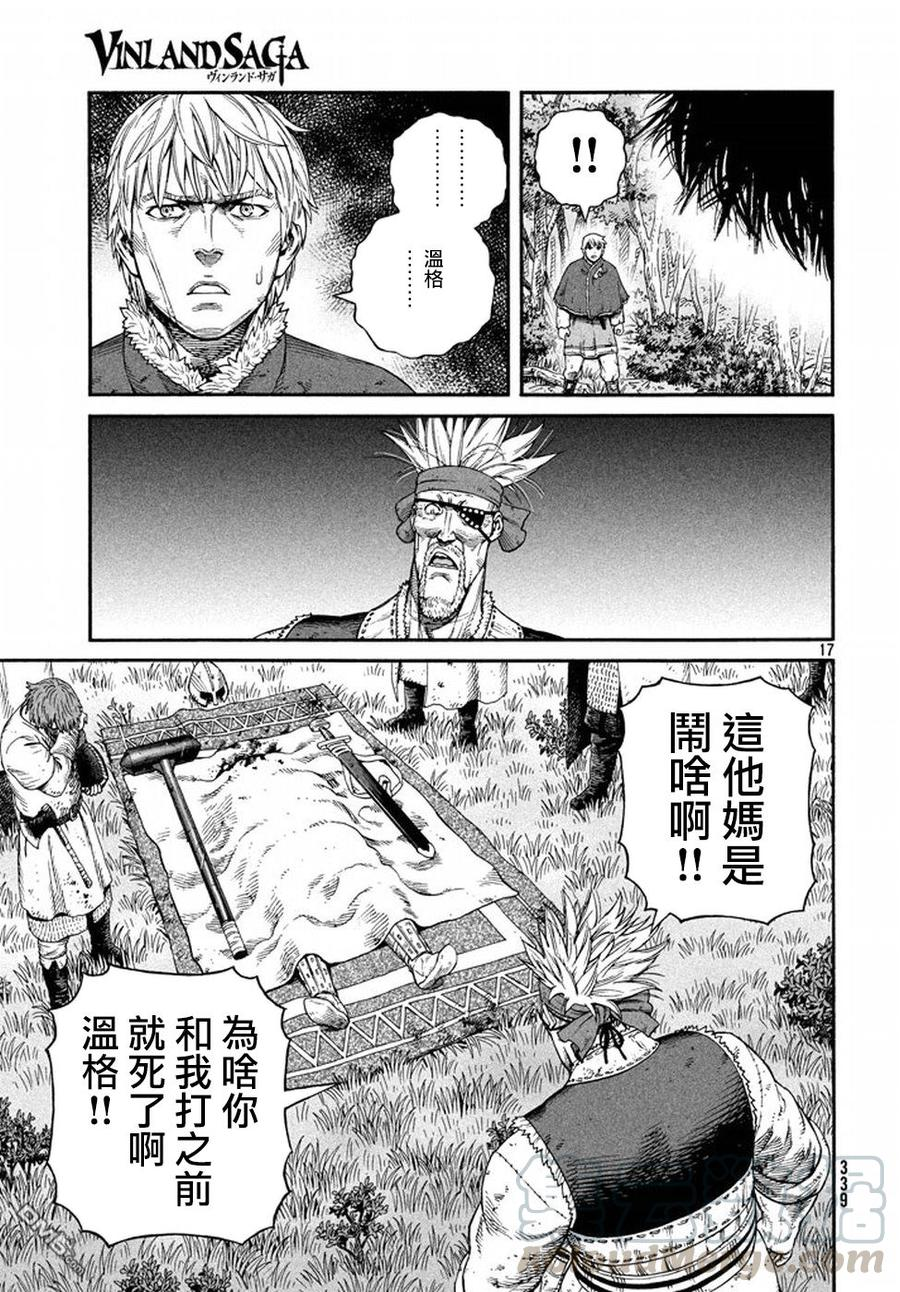 VINLAND SAGA
ヴィンランド・サガ
!!
…………
…………
溫格
……
17
這他媽是
鬧啥啊!!
為啥你
和我打之前
就死了啊
溫格!!
339